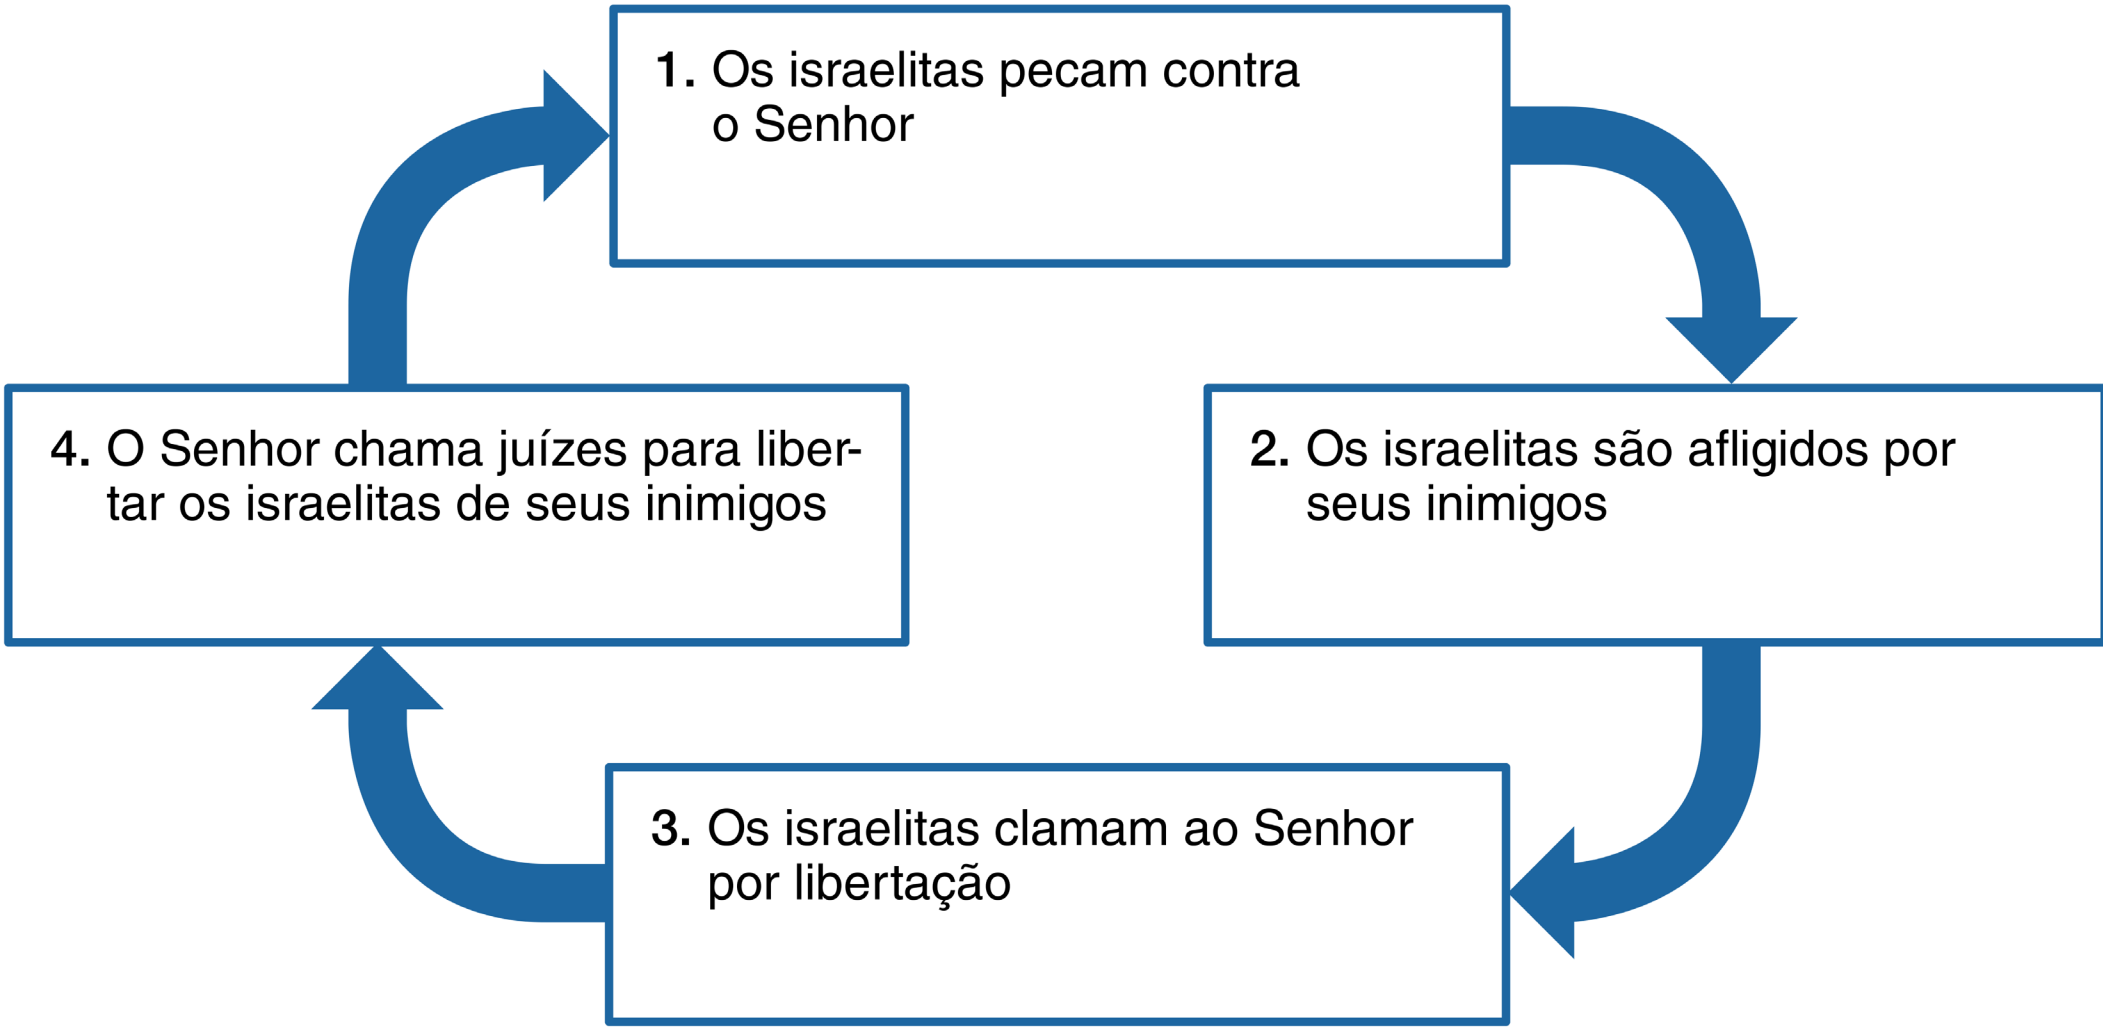 1. Os israelitas pecam contra
o Senhor
2. Os israelitas são afligidos por
seus inimigos
3. Os israelitas clamam ao Senhor
por libertação
4. O Senhor chama juízes para liber-
tar os israelitas de seus inimigos